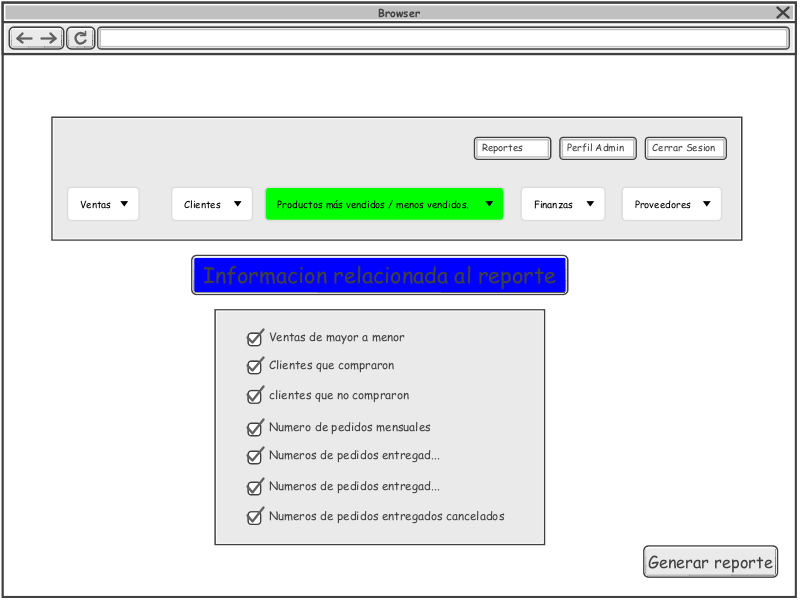 Browser
Reportes
Perfil Admin
Cerrar Sesion
Ventas
Clientes
Productos más vendidos / menos vendidos.
Finanzas
Proveedores
Informacion relacionada al reporte
Ventas de mayor a menor
Clientes que compraron
clientes que no compraron
Numero de pedidos mensuales
Numeros de pedidos entregad...
Numeros de pedidos entregad...
Numeros de pedidos entregados cancelados
Generar reporte